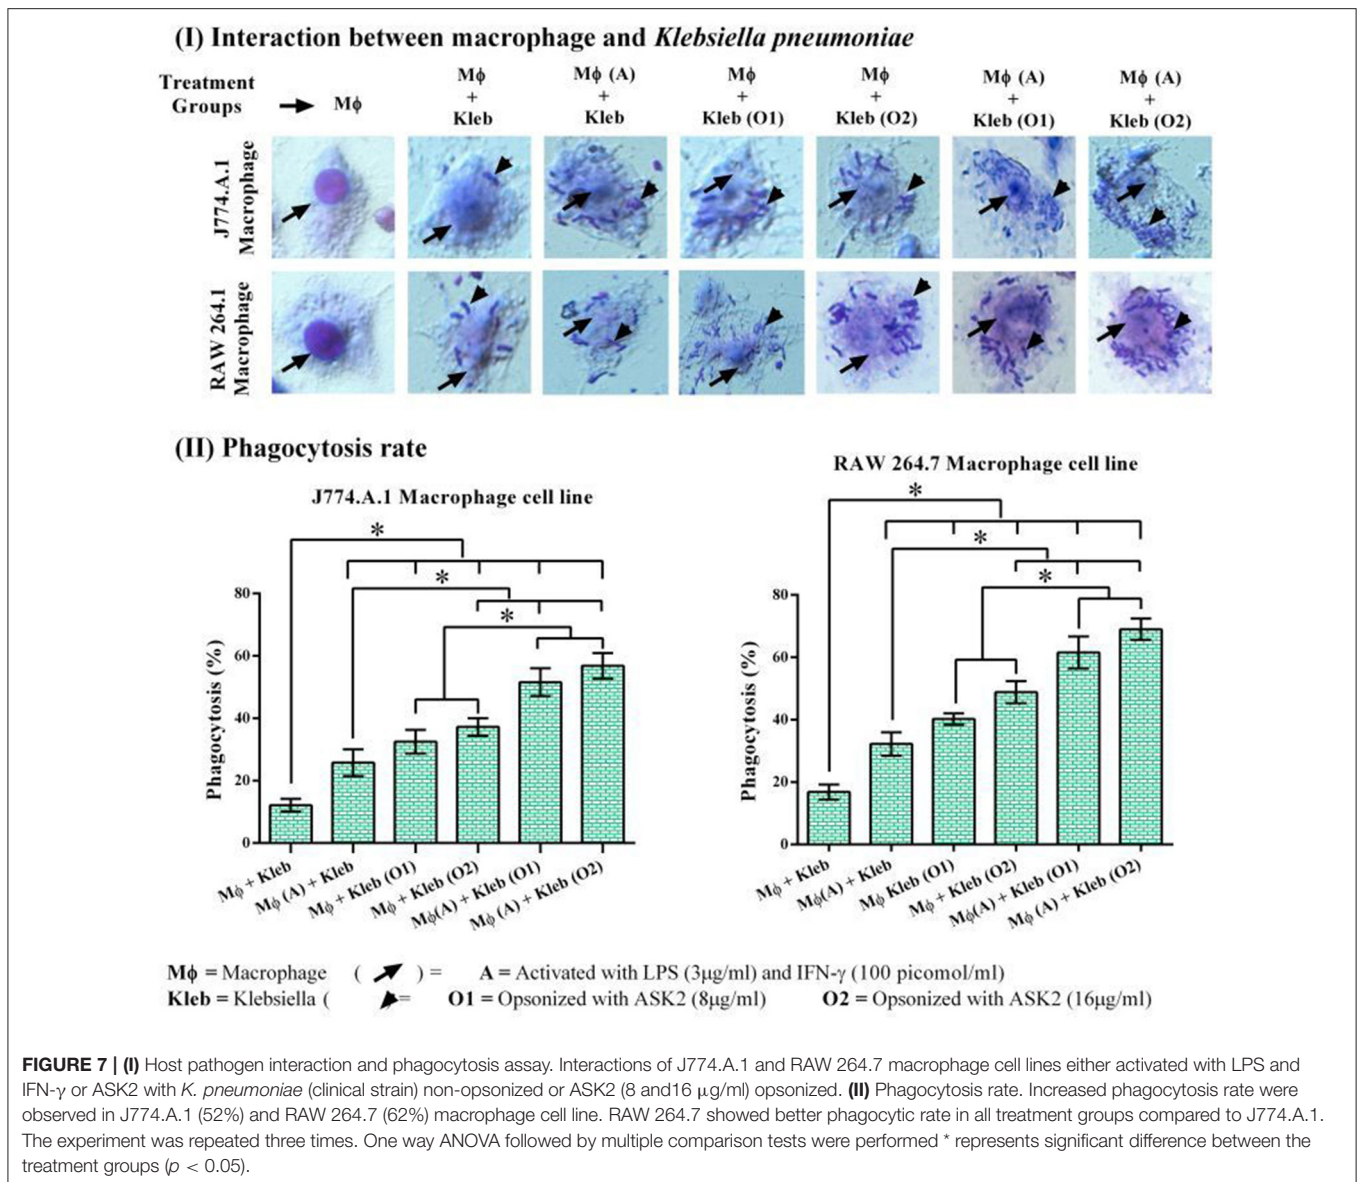 (I) Interaction between macrophage and Klebsiella pneumoniae
Treatment Groups
Mϕ
Mϕ + Kleb
Mϕ (A) + Kleb
Mϕ + Kleb (O1)
Mϕ + Kleb (O2)
Mϕ (A) + Kleb (O1)
Mϕ (A) + Kleb (O2)
J774.A.1 Macrophage
RAW 264.1 Macrophage
(II) Phagocytosis rate
J774.A.1 Macrophage cell line
*
*
*
Phagocytosis (%)
80
60
40
20
0
Mϕ + Kleb
Mϕ (A) + Kleb
Mϕ + Kleb (O1)
Mϕ + Kleb (O2)
Mϕ(A) + Kleb (O1)
Mϕ (A) + Kleb (O2)
RAW 264.7 Macrophage cell line
*
*
*
Phagocytosis (%)
80
60
40
20
0
Mϕ + Kleb
Mϕ(A) + Kleb
Mϕ Kleb (O1)
Mϕ + Kleb (O2)
Mϕ(A) + Kleb (O1)
Mϕ (A) + Kleb (O2)
Mϕ = Macrophage ( ) = A = Activated with LPS (3μg/ml) and IFN-γ (100 picomol/ml)
Kleb = Klebsiella ( = O1 = Opsonized with ASK2 (8μg/ml) O2 = Opsonized with ASK2 (16μg/ml)
FIGURE 7 | (I) Host pathogen interaction and phagocytosis assay. Interactions of J774.A.1 and RAW 264.7 macrophage cell lines either activated with LPS and
IFN-γ or ASK2 with K. pneumoniae (clinical strain) non-opsonized or ASK2 (8 and16 μg/ml) opsonized. (II) Phagocytosis rate. Increased phagocytosis rate were
observed in J774.A.1 (52%) and RAW 264.7 (62%) macrophage cell line. RAW 264.7 showed better phagocytic rate in all treatment groups compared to J774.A.1.
The experiment was repeated three times. One way ANOVA followed by multiple comparison tests were performed * represents significant difference between the
treatment groups (p < 0.05).